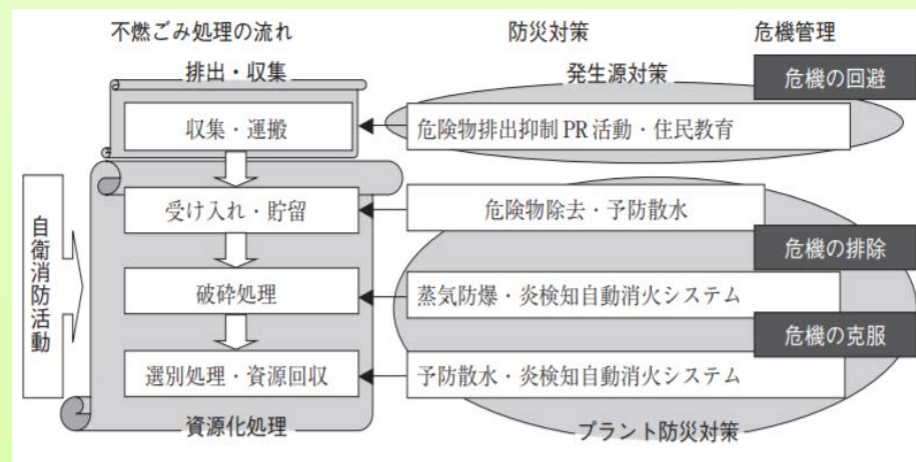 不燃ごみ処理の流れ
防災対策
危機管理
排出・収集
発生源対策
危機の回避
収集・運搬
危険物排出抑制PR活動・住民教育
受け入れ・貯留
危険物除去・予防散水
自衛消防活動
危機の排除
破砕処理
蒸気防爆・炎検知自動消火システム
危機の克服
選別処理・資源回収
予防散水・炎検知自動消火システム
資源化処理
プラント防災対策